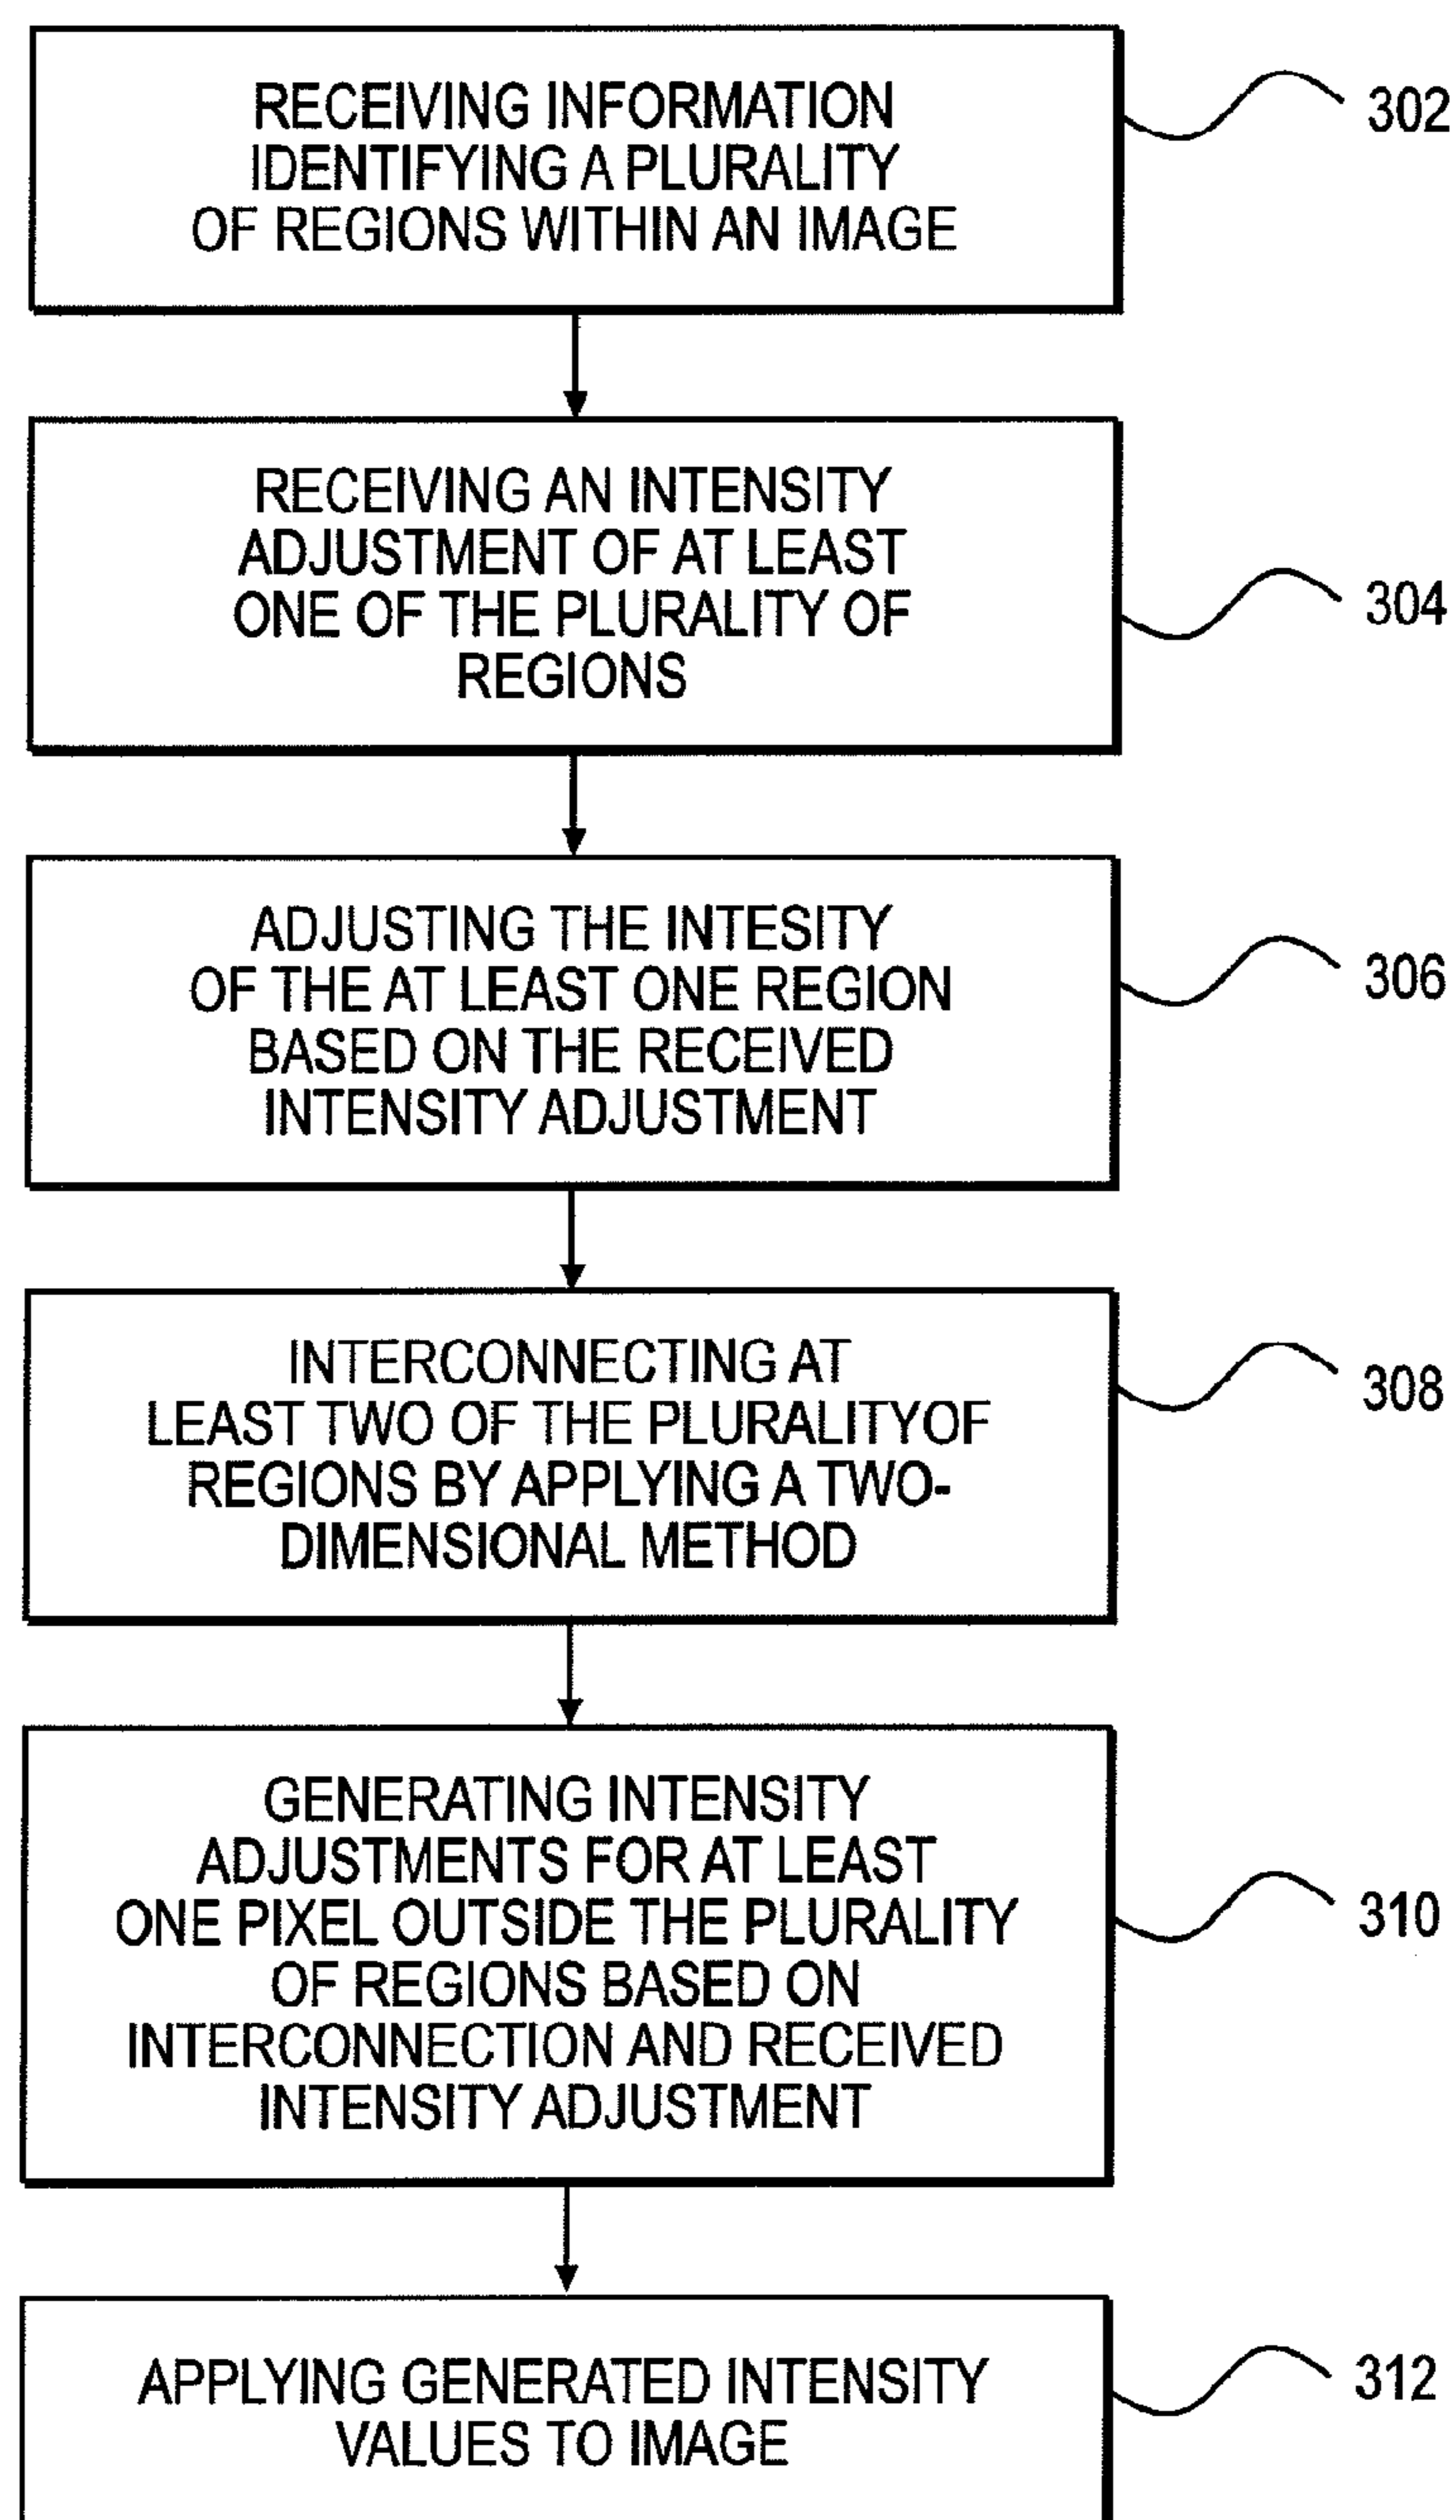 RECEIVING INFORMATION
IDENTIFYING A PLURALITY
OF REGIONS WITHIN AN IMAGE
302
RECEIVING AN INTENSITY
ADJUSTMENT OF AT LEAST
ONE OF THE PLURALITY OF
REGIONS
304
ADJUSTING THE INTESITY
OF THE AT LEAST ONE REGION
BASED ON THE RECEIVED
INTENSITY ADJUSTMENT
306
INTERCONNECTING AT
LEAST TWO OF THE PLURALITYOF
REGIONS BY APPLYING A TWO-
DIMENSIONAL METHOD
308
GENERATING INTENSITY
ADJUSTMENTS FOR AT LEAST
ONE PIXEL OUTSIDE THE PLURALITY
OF REGIONS BASED ON
INTERCONNECTION AND RECEIVED
INTENSITY ADJUSTMENT
310
APPLYING GENERATED INTENSITY
VALUES TO IMAGE
312